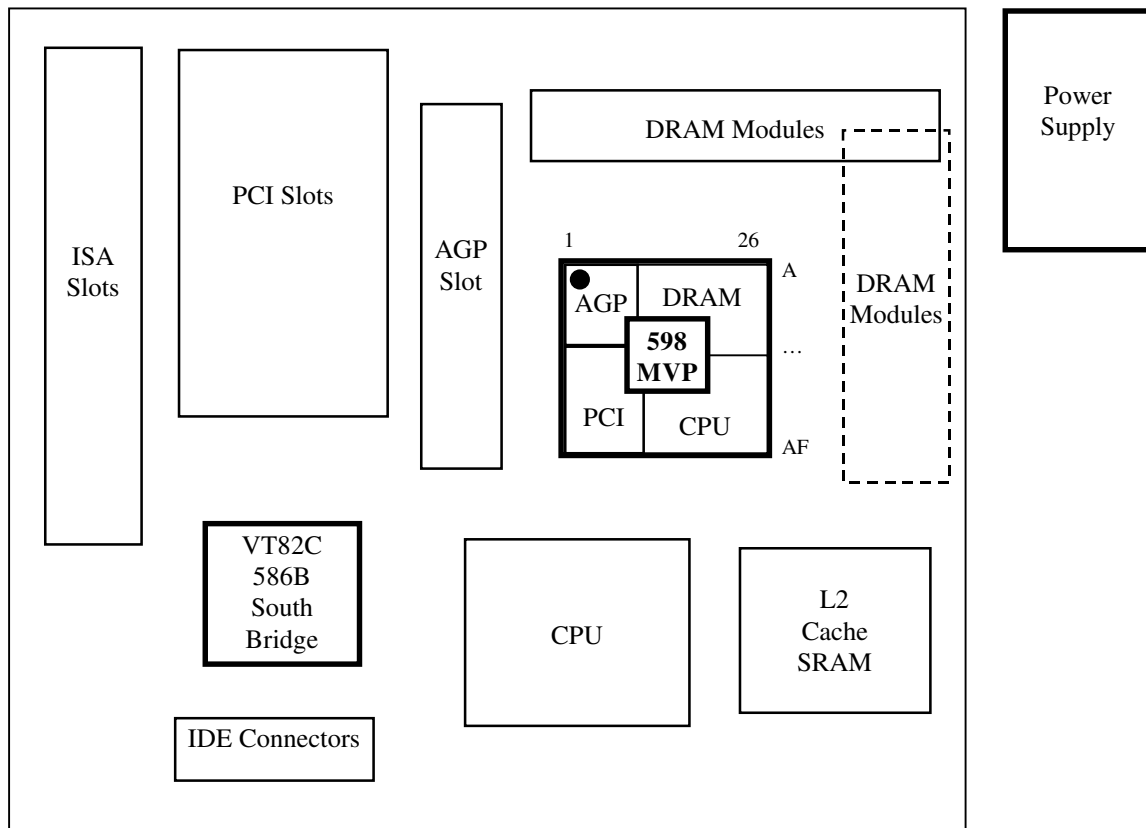 ISA
Slots
PCI Slots
AGP
Slot
DRAM Modules
DRAM
Modules
Power
Supply
1
26
A
…
AF
AGP
DRAM
598
MVP
PCI
CPU
VT82C
586B
South
Bridge
CPU
L2
Cache
SRAM
IDE Connectors